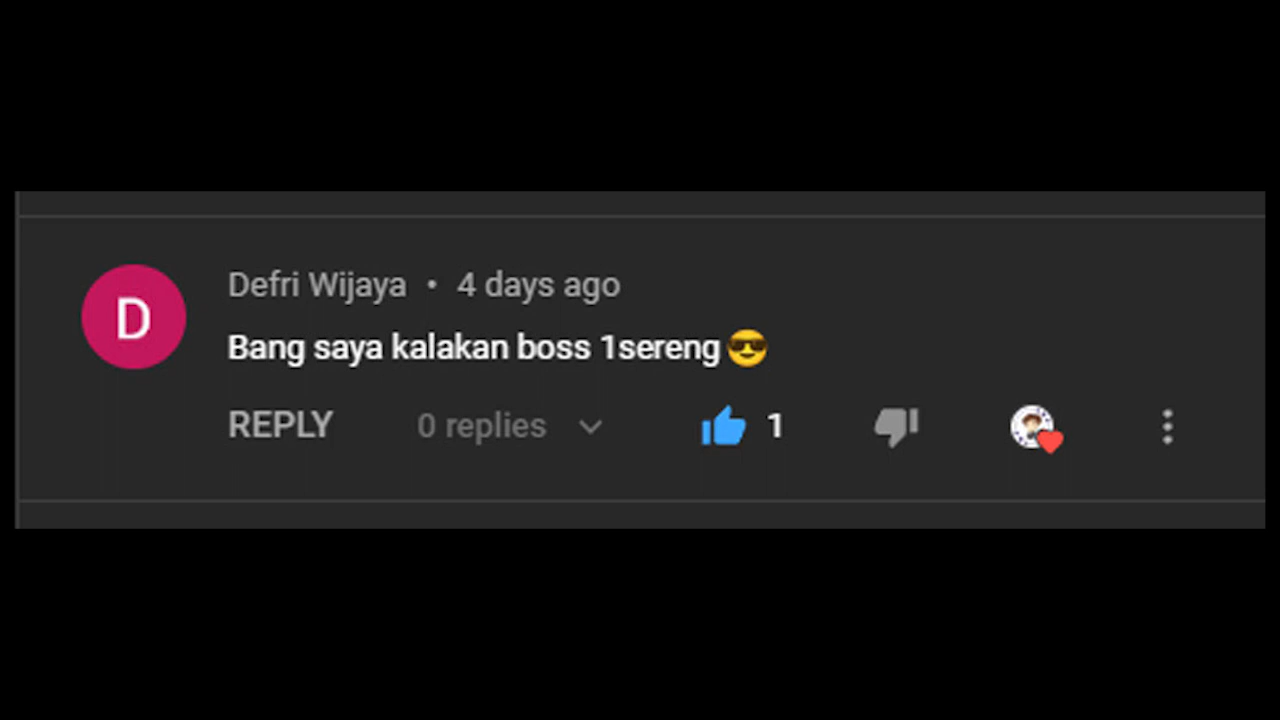 Defri Wijaya • 4 days ago
Bang saya kalakan boss 1sereng😎
REPLY 0 replies 1
D